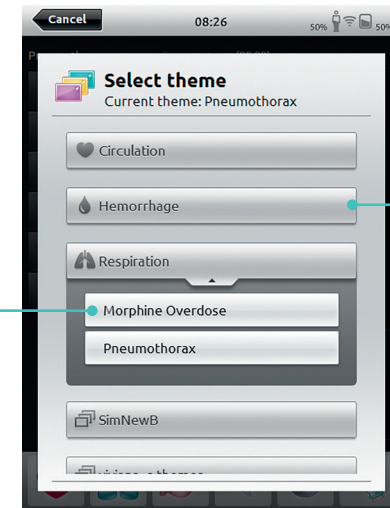 Cancel
08:26
50%
50%
Select theme
Current theme: Pneumothorax
Circulation
Hemorrhage
Respiration
Morphine Overdose
Pneumothorax
SimNewB